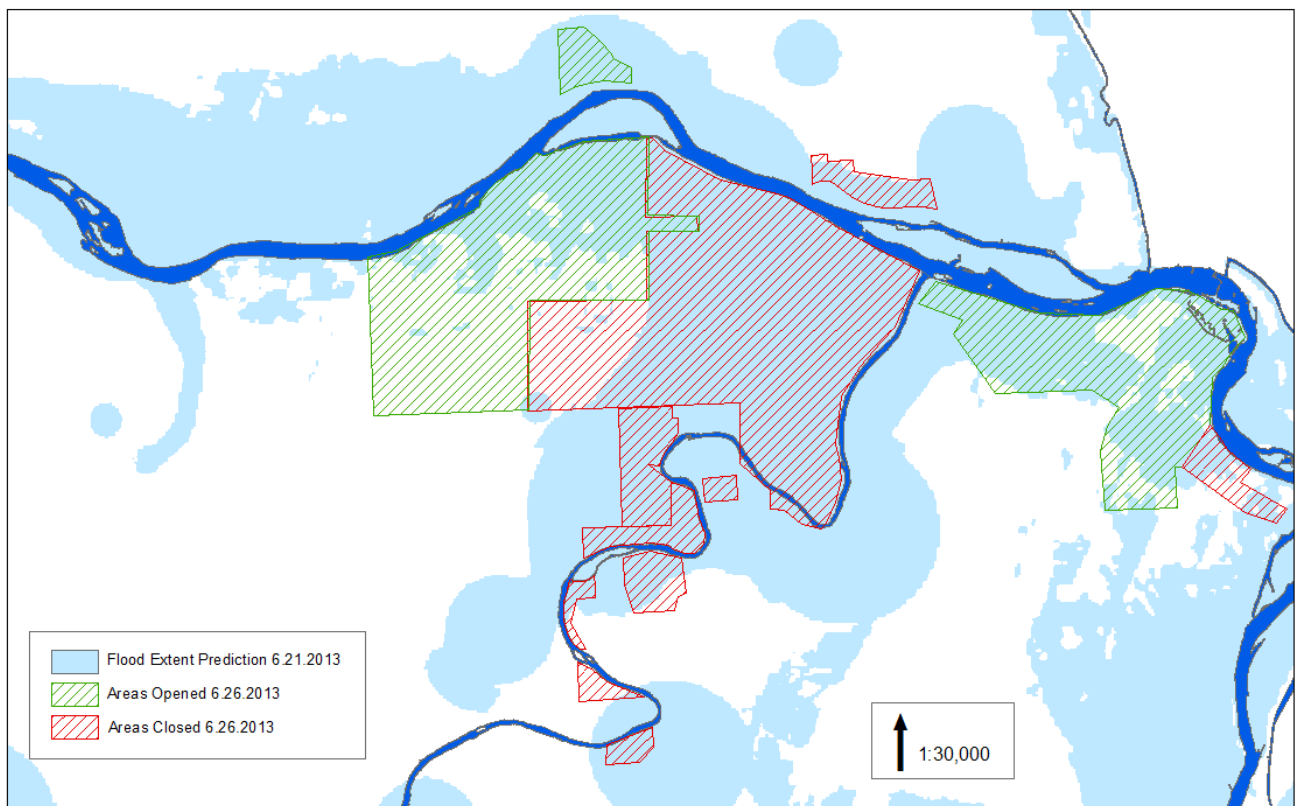 Flood Extent Prediction 6.21.2013
Areas Opened 6.26.2013
Areas Closed 6.26.2013
1:30,000